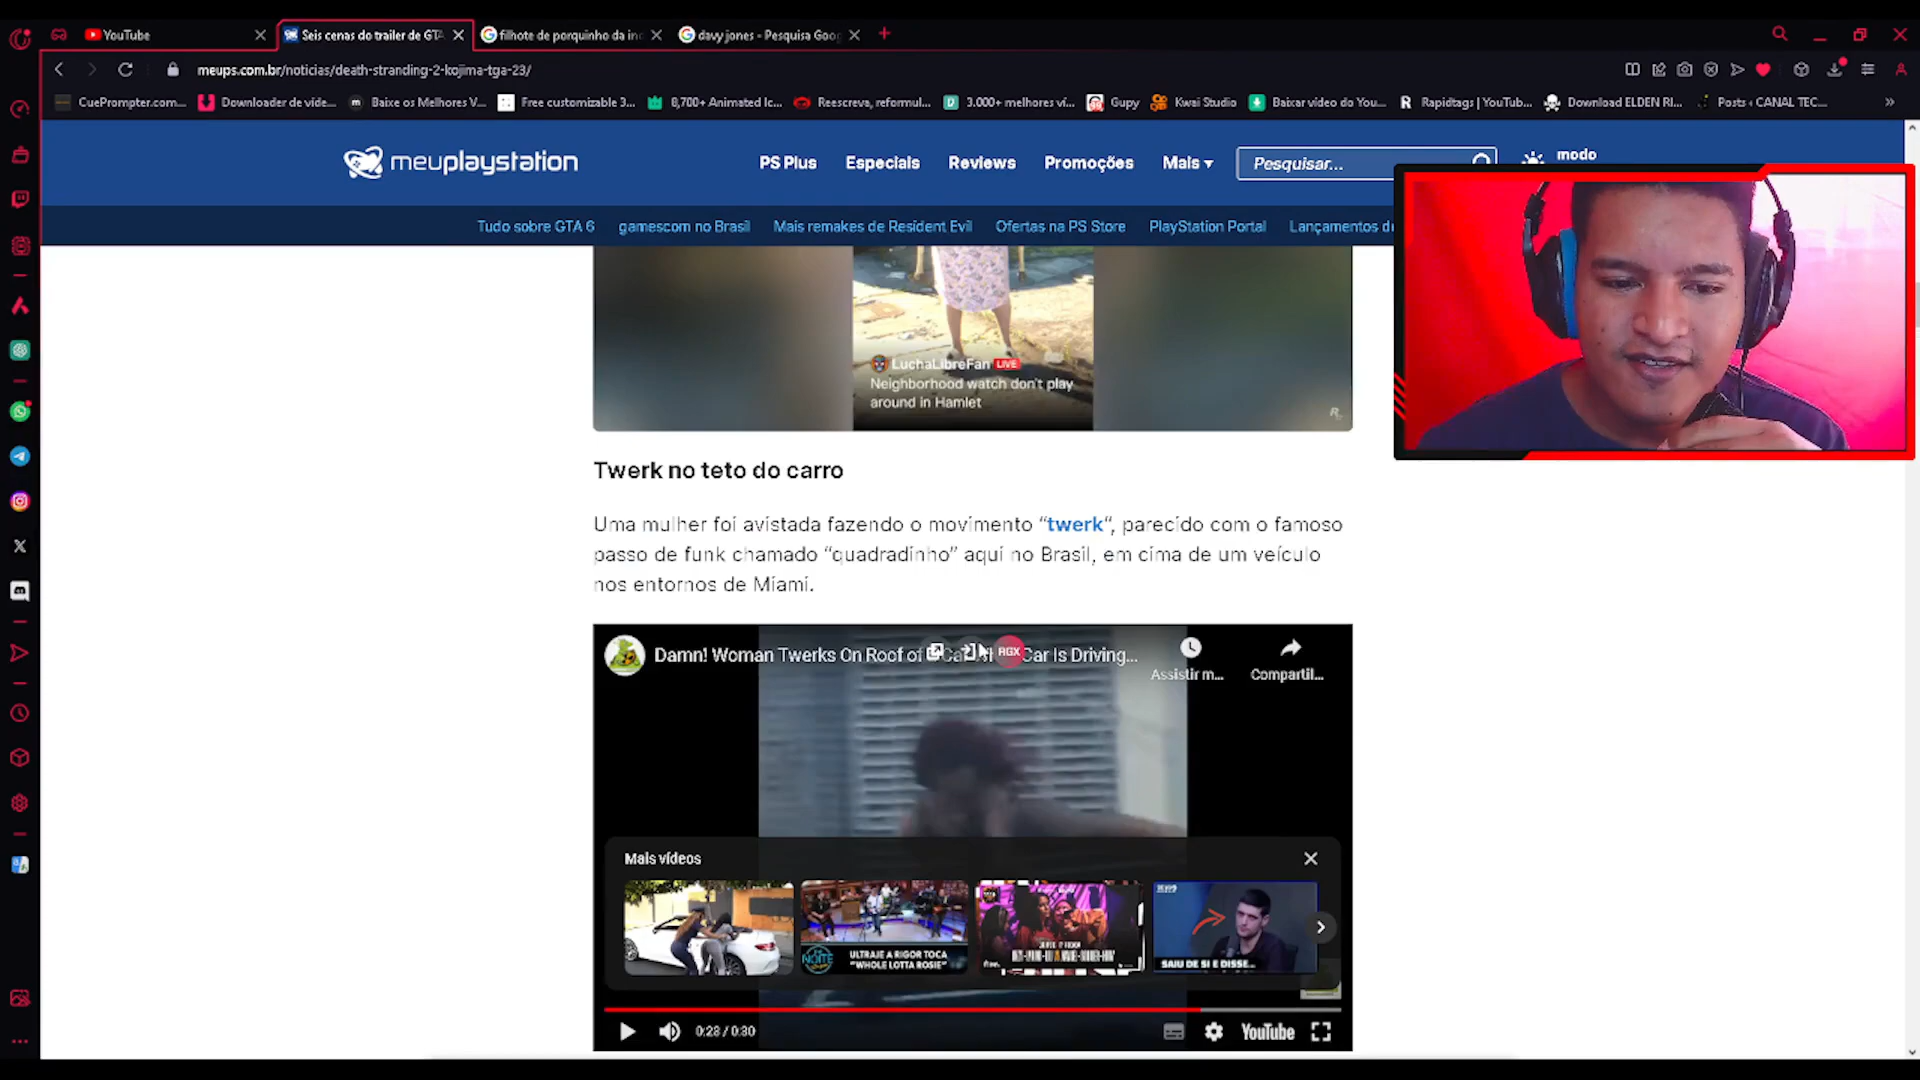 YouTube
Seis cenas do trailer de GTA
filhote de porquinho da in
davy jones - Pesquisa Goog
meups.com.br/noticias/death-stranding-2-kojima-tga-23/
CuePrompter.com...
Downloader de víde...
Baixe os Melhores V...
Free customizable 3...
8,700+ Animated Ic...
Reescreva, reformul...
3.000+ melhores ví...
Gupy
Kwai Studio
Baixar vídeo do You...
Rapidtags | YouTub...
Download ELDEN RI...
Posts ‹ CANAL TEC...
meuplaystation
PS Plus
Especiais
Reviews
Promoções
Mais
Pesquisar...
modo
Tudo sobre GTA 6
gamescom no Brasil
Mais remakes de Resident Evil
Ofertas na PS Store
PlayStation Portal
Lançamentos d
LuchaLibreFan LIVE
Neighborhood watch don't play
around in Hamlet
Twerk no teto do carro
Uma mulher foi avistada fazendo o movimento “twerk“, parecido com o famoso
passo de funk chamado “quadradinho” aqui no Brasil, em cima de um veículo
nos entornos de Miami.
Damn! Woman Twerks On Roof of Car Is Driving...
AGX
Assistir m...
Compartil...
Mais vídeos
ULTRAJE A RIGOR TOCA
"WHOLE LOTTA ROSIE"
SAIU DE SI E DISSE...
0:28 / 0:30
YouTube